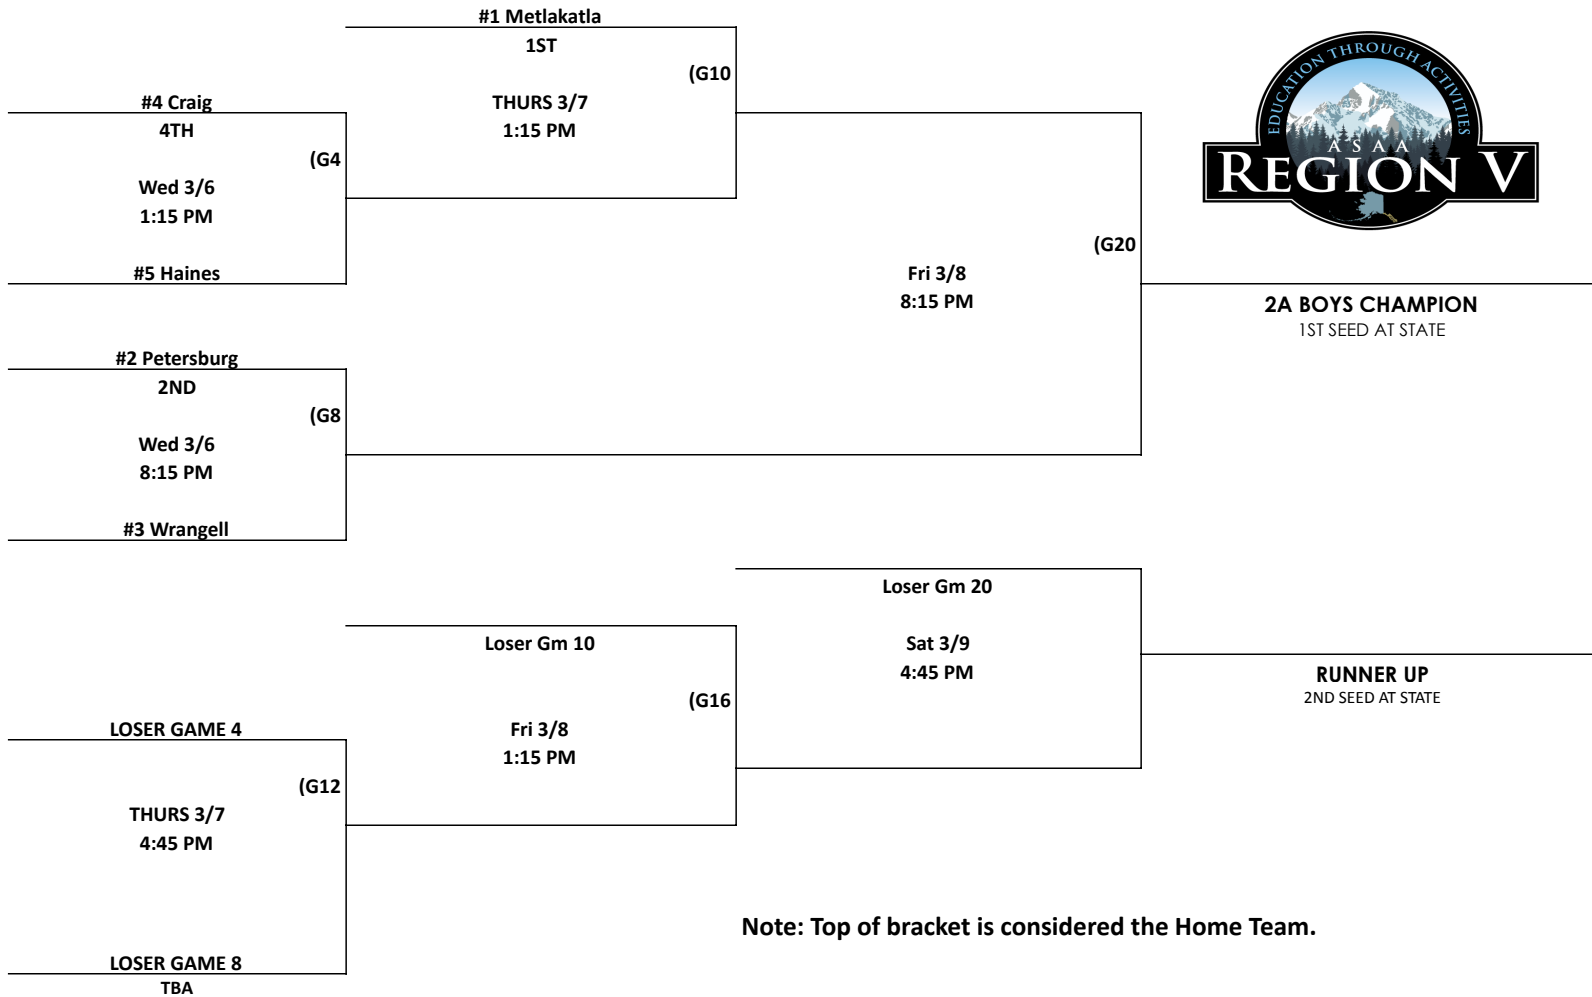 #1 Metlakatla
1ST
(G10
THURS 3/7
1:15 PM
#4 Craig
4TH
(G4
Wed 3/6
1:15 PM
#5 Haines
EDUCATION THROUGH ACTIVITIES
ASAA
REGION V
(G20
Fri 3/8
8:15 PM
2A BOYS CHAMPION
1ST SEED AT STATE
#2 Petersburg
2ND
(G8
Wed 3/6
8:15 PM
#3 Wrangell
Loser Gm 20
Sat 3/9
4:45 PM
RUNNER UP
2ND SEED AT STATE
Loser Gm 10
(G16
Fri 3/8
1:15 PM
LOSER GAME 4
(G12
THURS 3/7
4:45 PM
LOSER GAME 8
TBA
Note: Top of bracket is considered the Home Team.